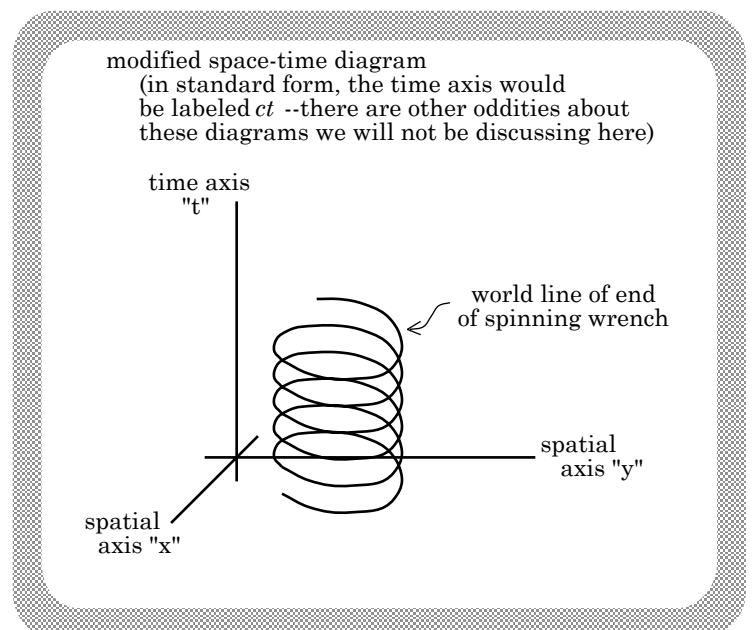 modified space-time diagram
(in standard form, the time axis would
be labeled ct --there are other oddities about
these diagrams we will not be discussing here)
time axis
"t"
world line of end
of spinning wrench
spatial
axis "y"
spatial
axis "x"